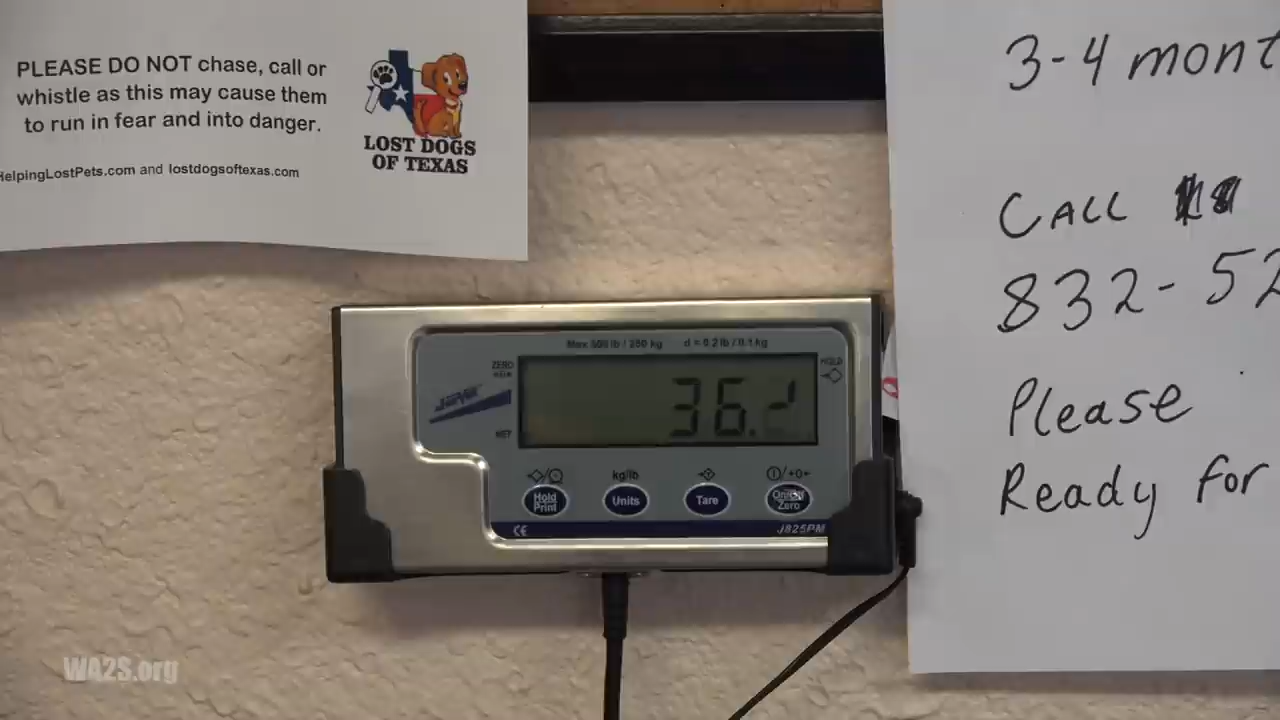 PLEASE DO NOT chase, call or
whistle as this may cause them
to run in fear and into danger.
HelpingLostPets.com and lostdogsoftexas.com
LOST DOGS
OF TEXAS
3-4 mont
CALL
832-52
Please
Ready for
Max 500 lb / 250 kg d = 0.2 lb / 0.1 kg
ZERO
HOLD
NET
36.
kg/lb
Hold
Print
Units
Tare
On/Off
Zero
CE
J825PM
WA2S.org